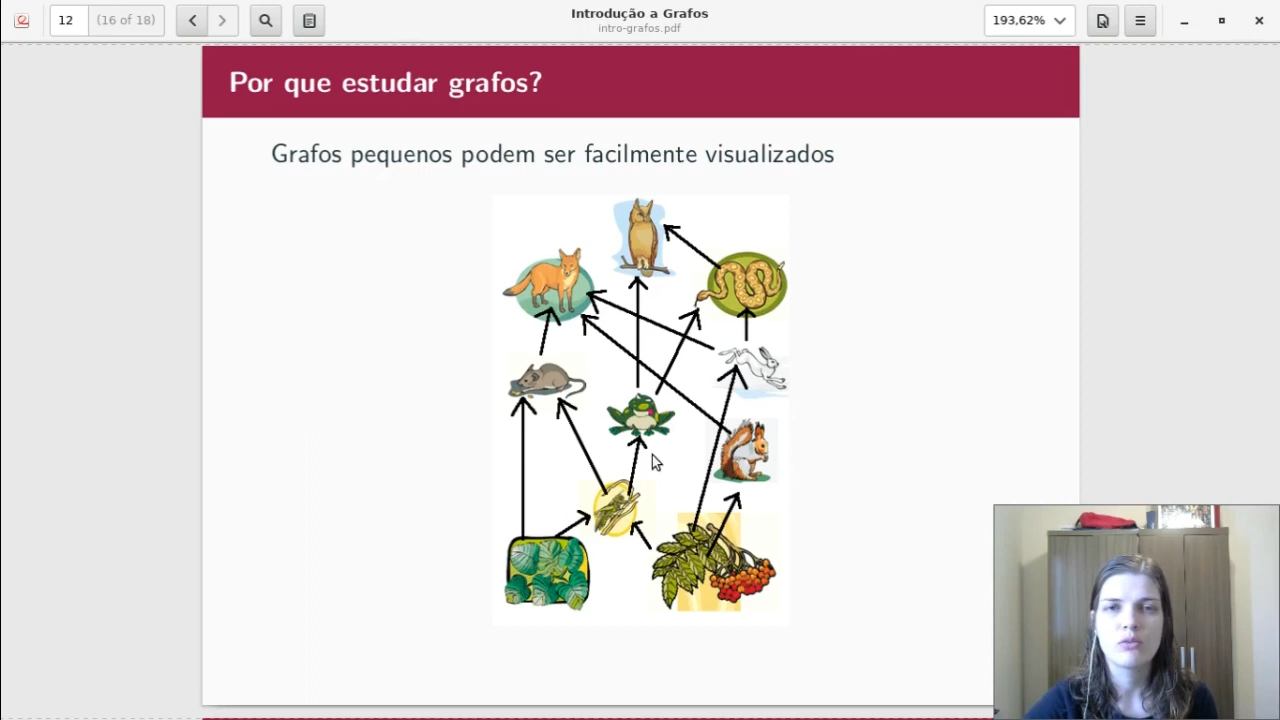 12
(16 of 18)
Introdução a Grafos
intro-grafos.pdf
193,62%
Por que estudar grafos?
Grafos pequenos podem ser facilmente visualizados